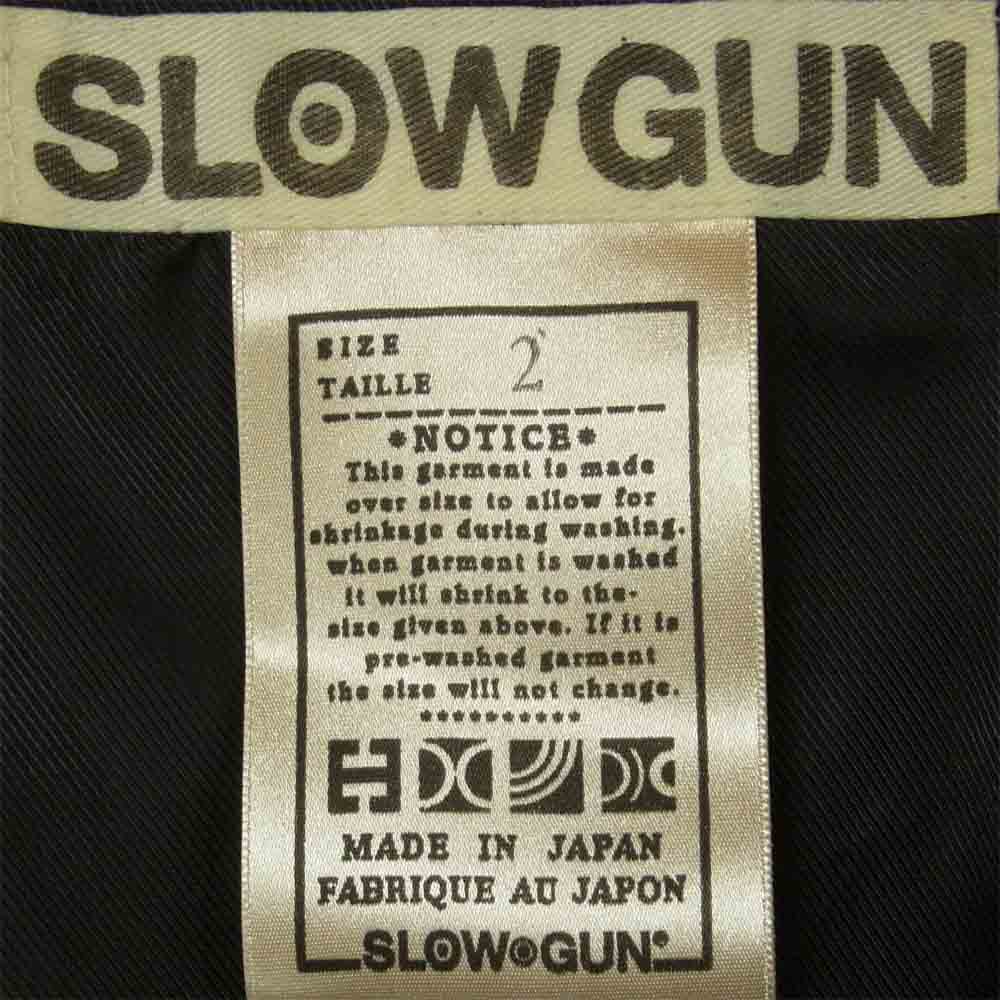 SLOW GUN
SIZE
TAILLE 2
*NOTICE*
This garment is made
over size to allow for
shrinkage during washing.
when garment is washed
it will shrink to the-
size given above. If it is
pre-washed garment
the size will not change.
**********
MADE IN JAPAN
FABRIQUE AU JAPON
SLOW GUN